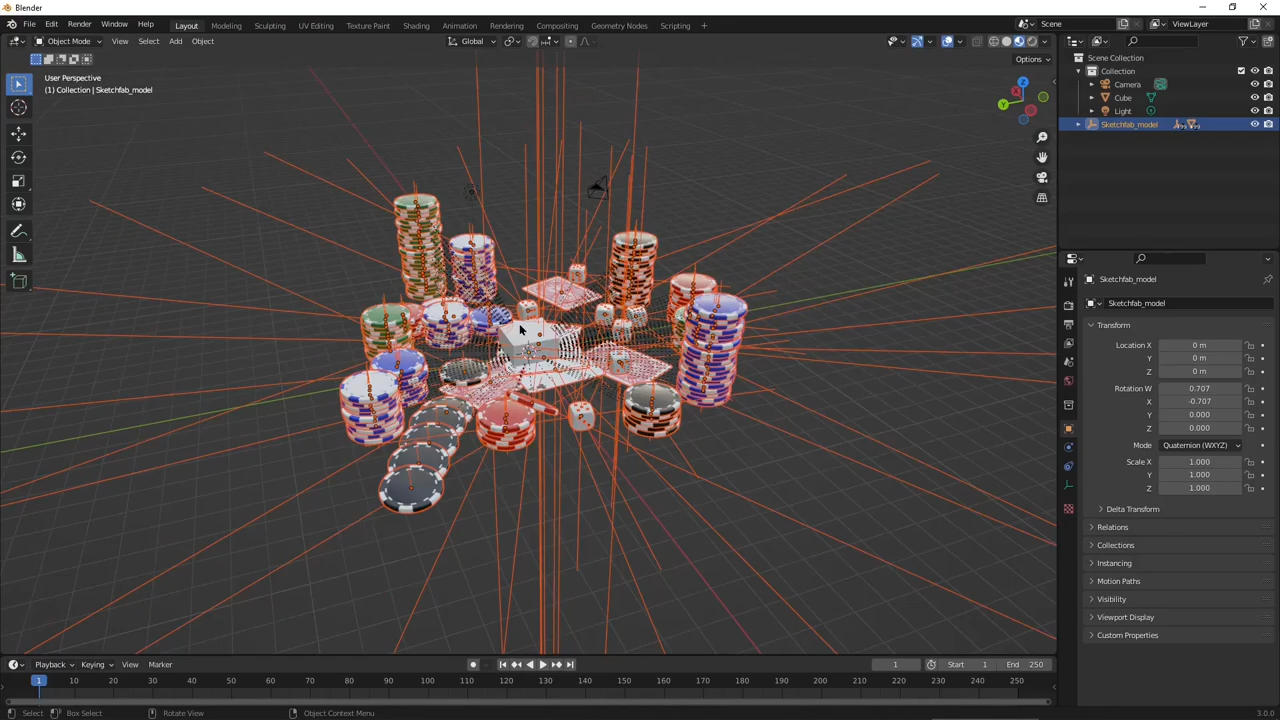 Blender
File Edit Render Window Help Layout Modeling Sculpting UV Editing Texture Paint Shading Animation Rendering Compositing Geometry Nodes Scripting + Scene ViewLayer
Object Mode View Select Add Object Global
Options
User Perspective
(1) Collection | Sketchfab_model
Z
X
Y
Scene Collection
Collection
Camera
Cube
Light
Sketchfab_model
Sketchfab_model
Sketchfab_model
Transform
Location X 0 m
Y 0 m
Z 0 m
Rotation W 0.707
X -0.707
Y 0.000
Z 0.000
Mode Quaternion (WXYZ)
Scale X 1.000
Y 1.000
Z 1.000
Delta Transform
Relations
Collections
Instancing
Motion Paths
Visibility
Viewport Display
Custom Properties
Playback Keying View Marker 1 Start 1 End 250
1 10 20 30 40 50 60 70 80 90 100 110 120 130 140 150 160 170 180 190 200 210 220 230 240 250
Select Box Select Rotate View Object Context Menu 3.0.0